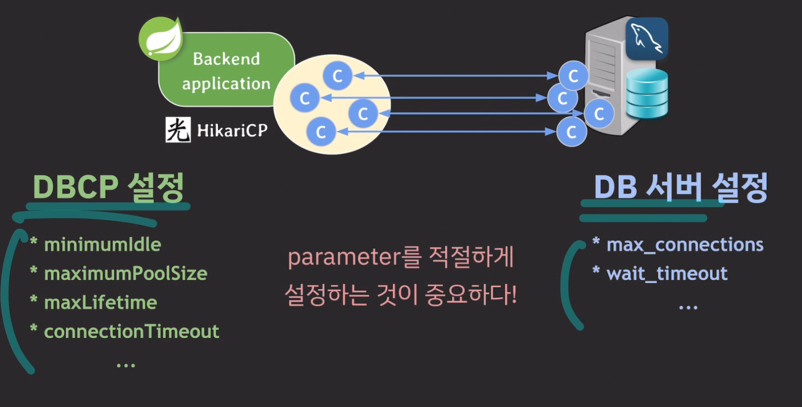 Backend
application
C
C
C
C
C
C
C
C
光 HikariCP
DBCP 설정
* minimumIdle
* maximumPoolSize
* maxLifetime
* connectionTimeout
...
parameter를 적절하게
설정하는 것이 중요하다!
DB 서버 설정
* max_connections
* wait_timeout
...